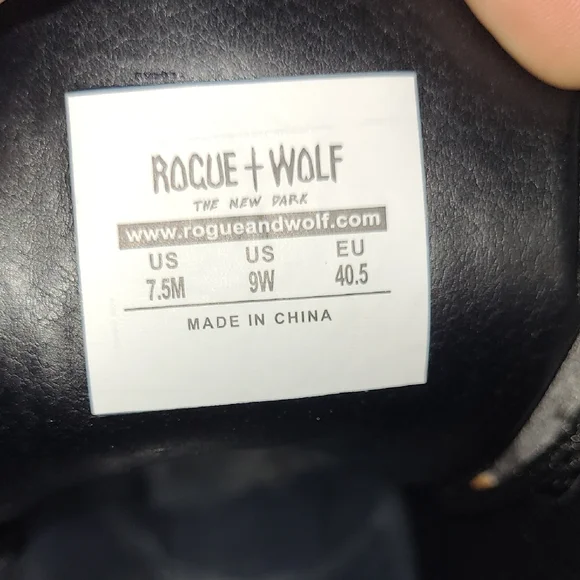 ROGUE†WOLF
THE NEW DARK
www.rogueandwolf.com
US US EU
7.5M 9W 40.5
MADE IN CHINA